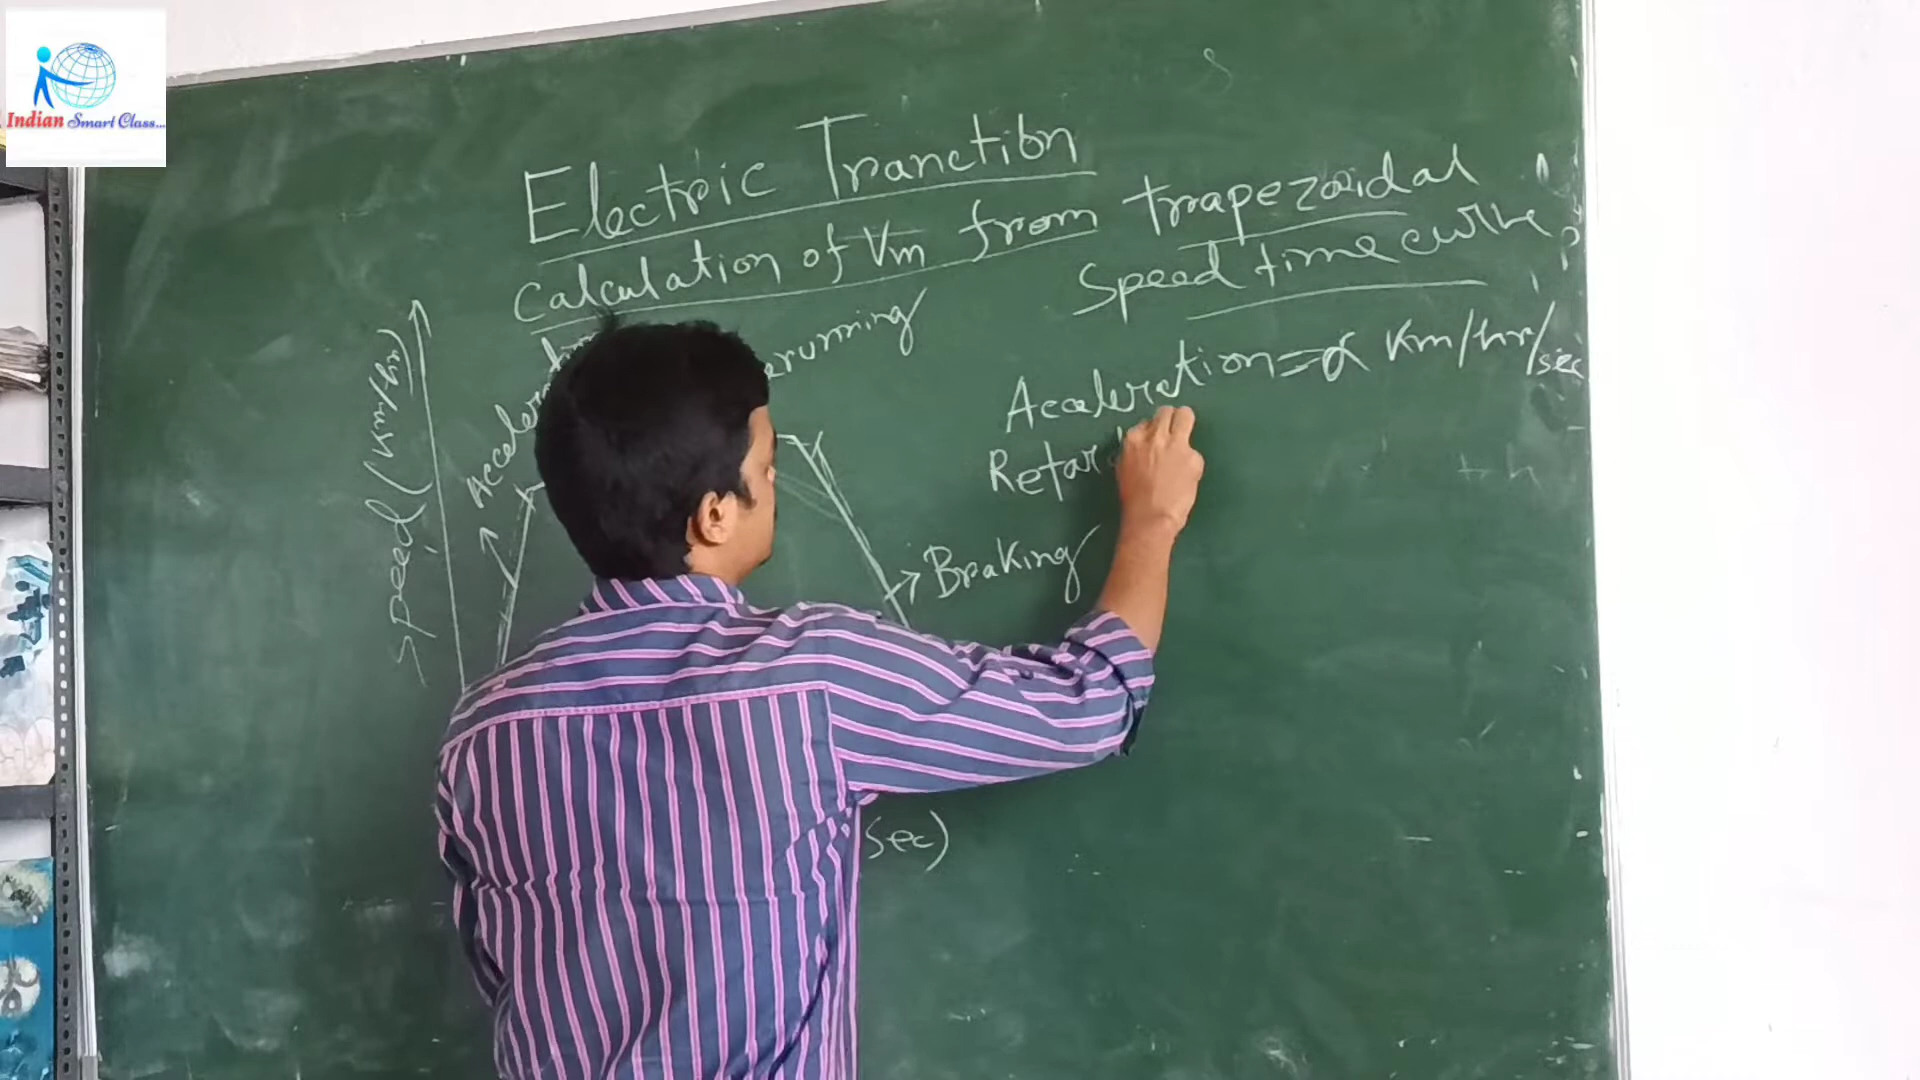 Indian Smart Class...
Electric Tranction
Calculation of Vm from trapezoidal
Speed time curve
Speed (Km/hr)
running
Braking
Sec)
Acceleration = α Km/hr/sec
Retar